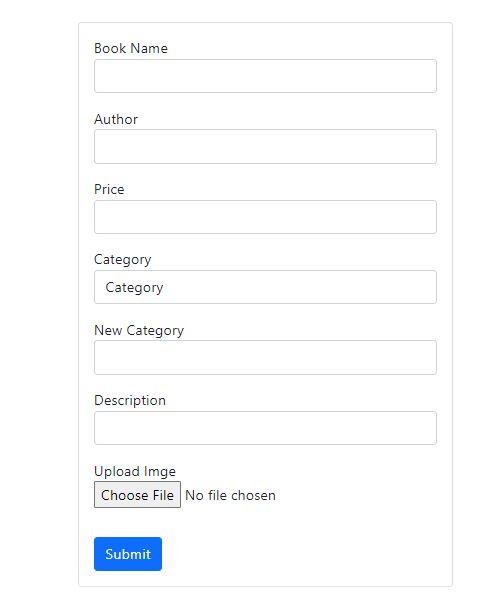 Book Name
Author
Price
Category
Category
New Category
Description
Upload Imge
Choose File No file chosen
Submit